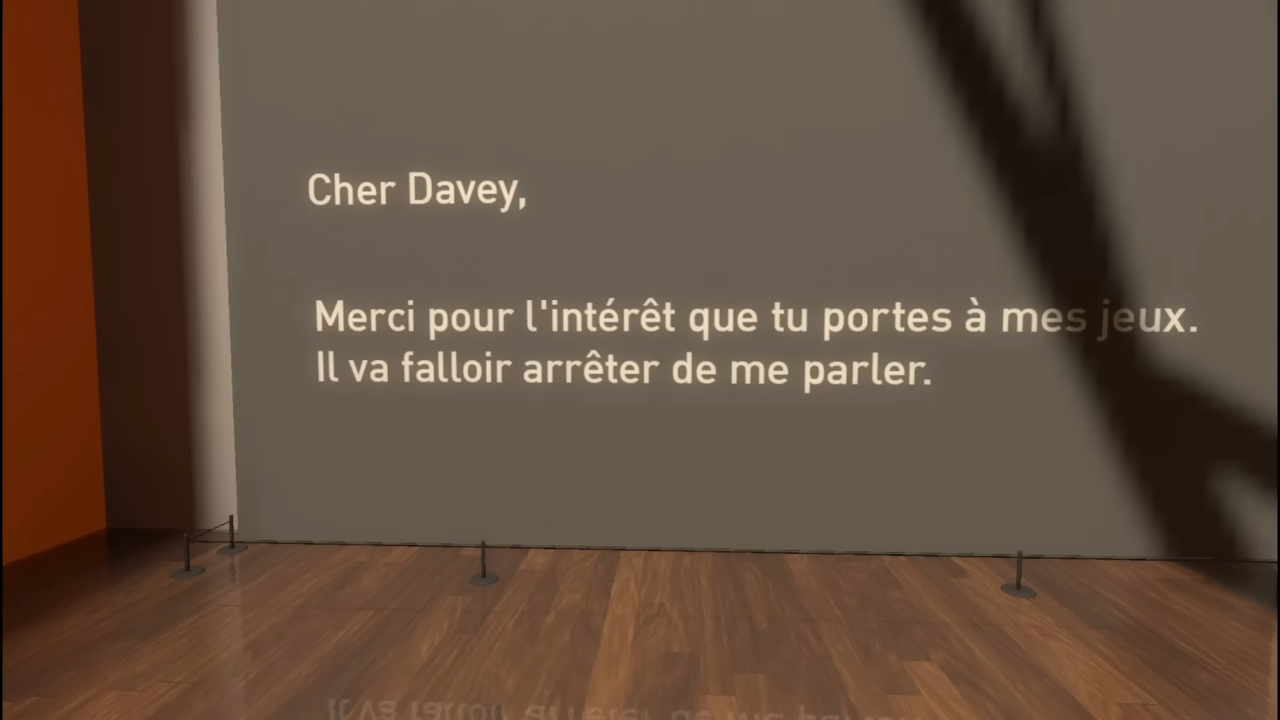 Cher Davey,
Merci pour l'intérêt que tu portes à mes jeux.
Il va falloir arrêter de me parler.